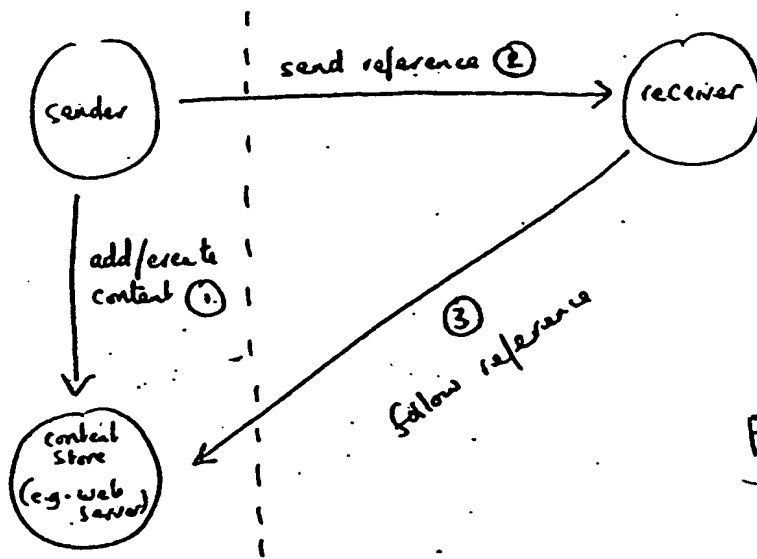 send reference ②
sender
receiver
add/create
content ①.
③
follow reference
content
store
(e.g. web
server)